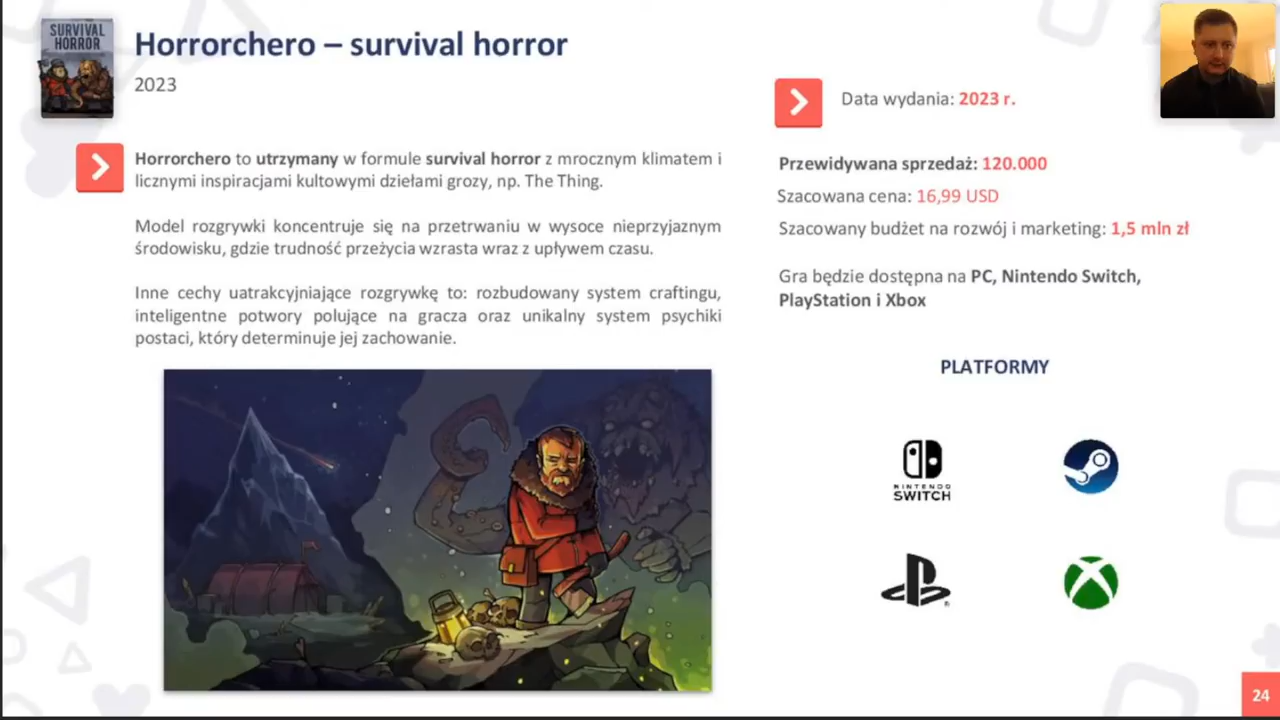 SURVIVAL
HORROR
Horrorchero – survival horror
2023
Horrorchero to utrzymany w formule survival horror z mrocznym klimatem i
licznymi inspiracjami kultowymi dziełami grozy, np. The Thing.
Model rozgrywki koncentruje się na przetrwaniu w wysoce nieprzyjaznym
środowisku, gdzie trudność przeżycia wzrasta wraz z upływem czasu.
Inne cechy uatrakcyjniające rozgrywkę to: rozbudowany system craftingu,
inteligentne potwory polujące na gracza oraz unikalny system psychiki
postaci, który determinuje jej zachowanie.
Data wydania: 2023 r.
Przewidywana sprzedaż: 120.000
Szacowana cena: 16,99 USD
Szacowany budżet na rozwój i marketing: 1,5 mln zł
Gra będzie dostępna na PC, Nintendo Switch,
PlayStation i Xbox
PLATFORMY
NINTENDO
SWITCH
24